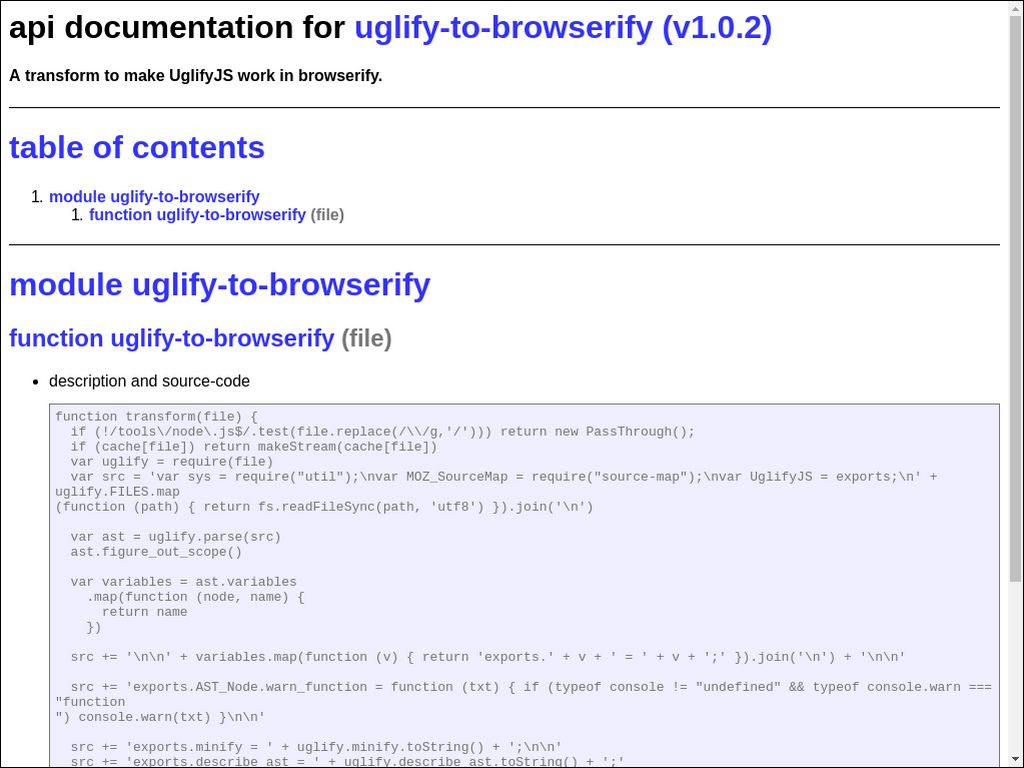 api documentation for uglify-to-browserify (v1.0.2)
A transform to make UglifyJS work in browserify.
table of contents
1. module uglify-to-browserify
1. function uglify-to-browserify (file)
module uglify-to-browserify
function uglify-to-browserify (file)
• description and source-code
function transform(file) {
  if (!/tools\/node\.js$/.test(file.replace(/\\/g,'/'))) return new PassThrough();
  if (cache[file]) return makeStream(cache[file])
  var uglify = require(file)
  var src = 'var sys = require("util");\nvar MOZ_SourceMap = require("source-map");\nvar UglifyJS = exports;\n' +
uglify.FILES.map
(function (path) { return fs.readFileSync(path, 'utf8') }).join('\n')
  var ast = uglify.parse(src)
  ast.figure_out_scope()
  var variables = ast.variables
    .map(function (node, name) {
      return name
    })
  src += '\n\n' + variables.map(function (v) { return 'exports.' + v + ' = ' + v + ';' }).join('\n') + '\n\n'
  src += 'exports.AST_Node.warn_function = function (txt) { if (typeof console != "undefined" && typeof console.warn ===
"function
") console.warn(txt) }\n\n'
  src += 'exports.minify = ' + uglify.minify.toString() + ';\n\n'
  src += 'exports.describe_ast = ' + uglify.describe_ast.toString() + ';'